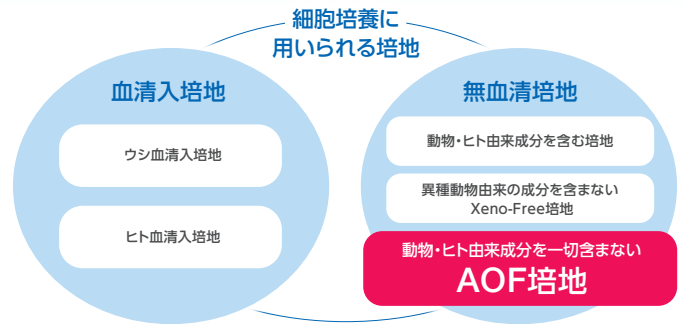 細胞培養に
用いられる培地
血清入培地
ウシ血清入培地
ヒト血清入培地
無血清培地
動物・ヒト由来成分を含む培地
異種動物由来の成分を含まない
Xeno-Free培地
動物・ヒト由来成分を一切含まない
AOF培地